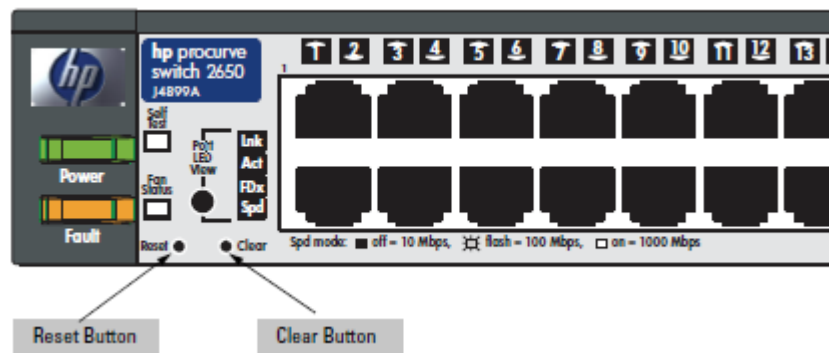 hp
hp procurve
switch 2650
J4899A
1 2 3 4 5 6 7 8 9 10 11 12 13
1
Self
Test
Port
LED
View
Lnk
Act
FDx
Spd
Power
Fan
Status
Fault
Reset
Clear
Spd mode: off = 10 Mbps, flash = 100 Mbps, on = 1000 Mbps
Reset Button
Clear Button